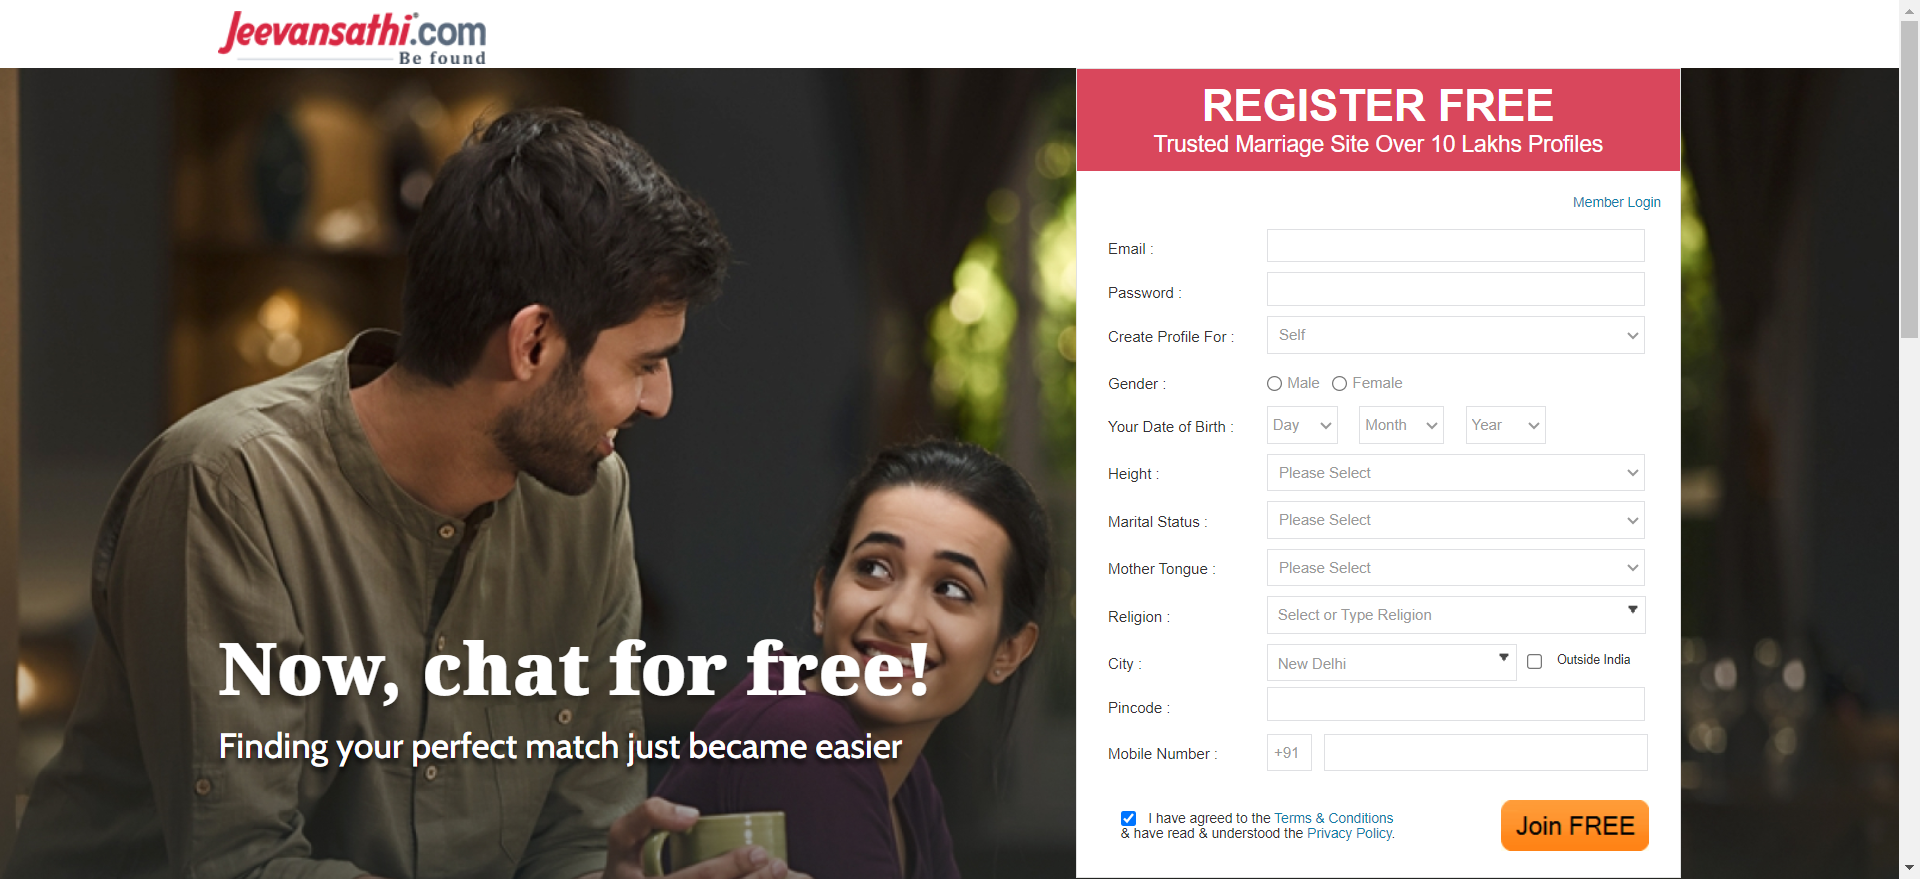 Jeevansathi.com
Be found
REGISTER FREE
Trusted Marriage Site Over 10 Lakhs Profiles
Member Login
Email :
Password :
Create Profile For : Self
Gender : Male Female
Your Date of Birth : Day Month Year
Height : Please Select
Marital Status : Please Select
Mother Tongue : Please Select
Religion : Select or Type Religion
City : New Delhi Outside India
Pincode :
Mobile Number : +91
I have agreed to the Terms & Conditions
& have read & understood the Privacy Policy.
Join FREE
Now, chat for free!
Finding your perfect match just became easier